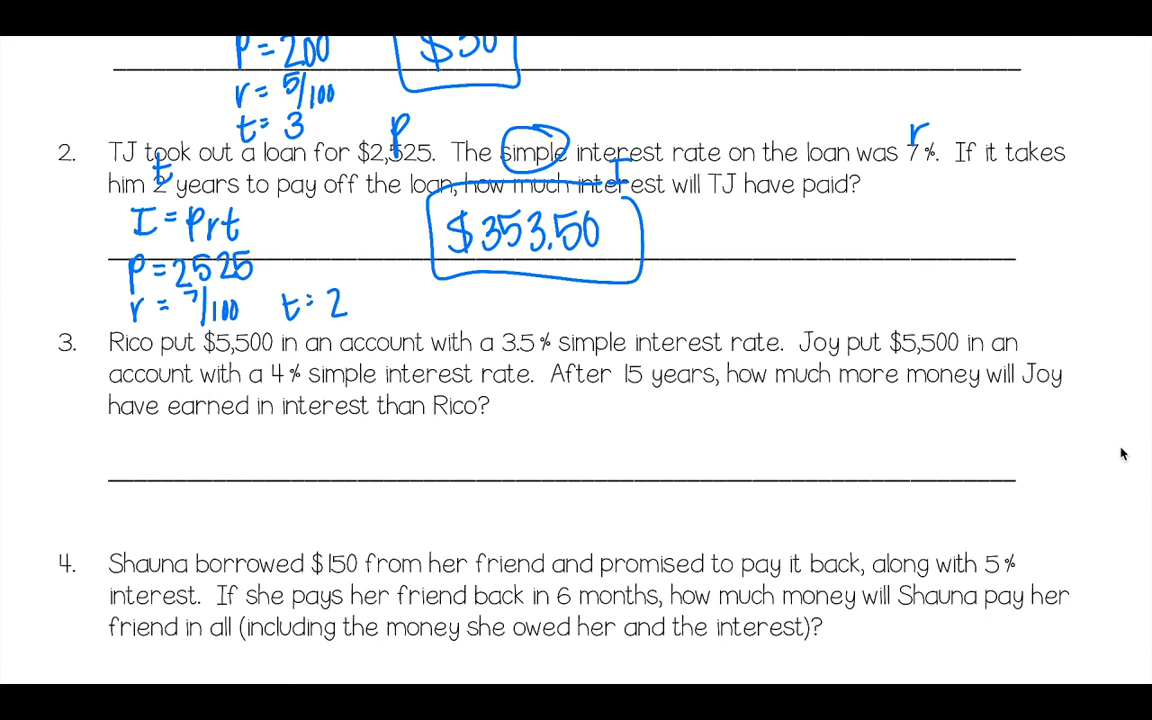 P = 200
$30
r = 5/100
t = 3
P
r
2. TJ took out a loan for $2,525. The simple interest rate on the loan was 7%. If it takes
t
I
him 2 years to pay off the loan, how much interest will TJ have paid?
I = Prt
$353.50
P = 2525
r = 7/100 t = 2
3. Rico put $5,500 in an account with a 3.5% simple interest rate. Joy put $5,500 in an
account with a 4% simple interest rate. After 15 years, how much more money will Joy
have earned in interest than Rico?
4. Shauna borrowed $150 from her friend and promised to pay it back, along with 5%
interest. If she pays her friend back in 6 months, how much money will Shauna pay her
friend in all (including the money she owed her and the interest)?